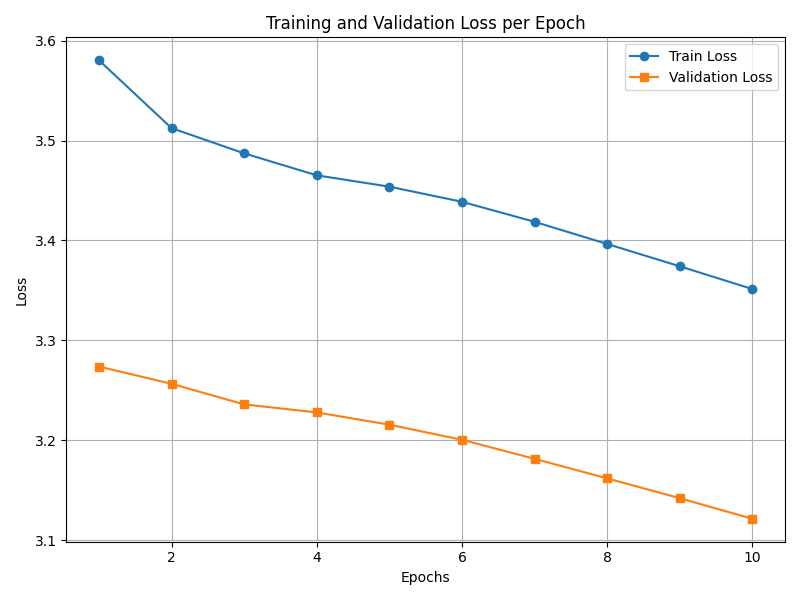 Training and Validation Loss per Epoch
Train Loss
Validation Loss
3.6
3.5
3.4
3.3
3.2
3.1
Loss
2
4
6
8
10
Epochs